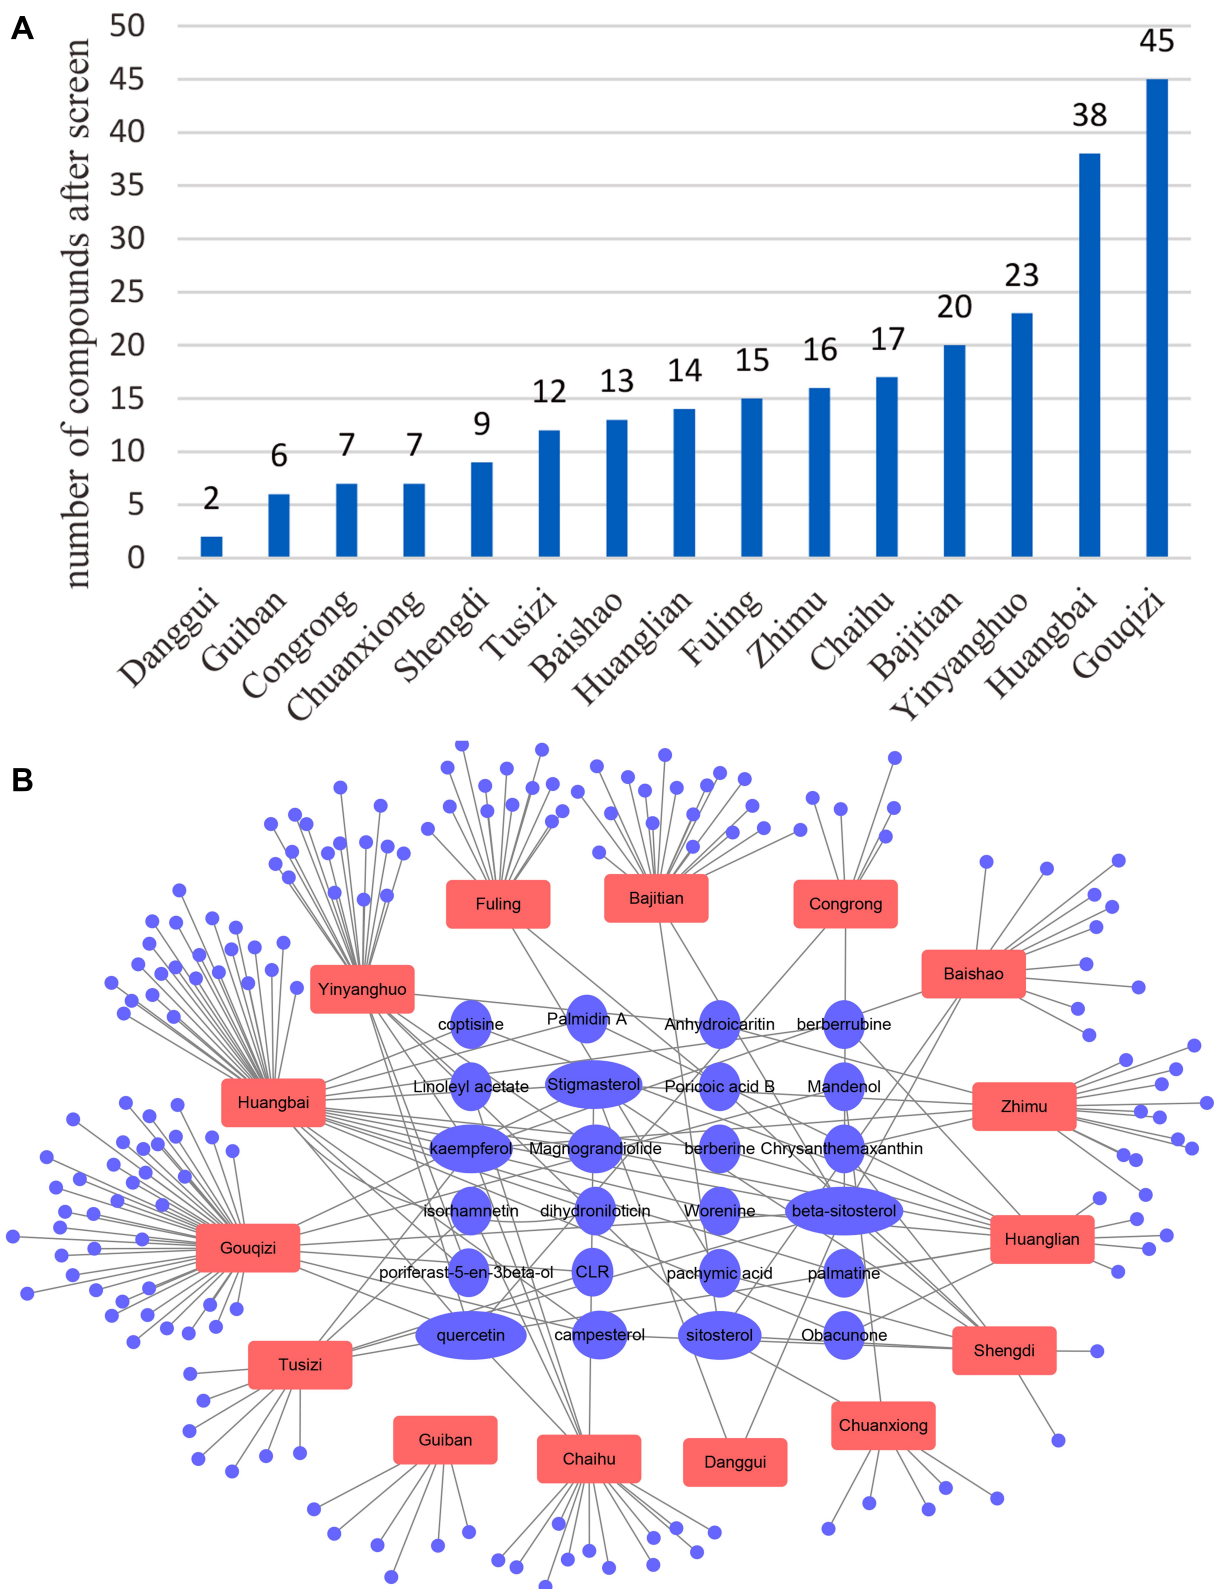 A
number of compounds after screen
50
45
40
35
30
25
20
15
10
5
0
2
6
7
7
9
12
13
14
15
16
17
20
23
38
45
Danggui
Guiban
Congrong
Chuanxiong
Shengdi
Tusizi
Baishao
Huanglian
Fuling
Zhimu
Chaihu
Bajitian
Yinyanghuo
Huangbai
Gouqizi
B
Fuling
Bajitian
Congrong
Baishao
Yinyanghuo
coptisine
Palmidin A
Anhydroicaritin
berberrubine
Huangbai
Linoleyl acetate
Stigmasterol
Poricoic acid B
Mandenol
Zhimu
kaempferol
Magnograndiolide
berberine
Chrysanthemaxanthin
isorhamnetin
dihydroniloticin
Worenine
beta-sitosterol
Gouqizi
Huanglian
poriferast-5-en-3beta-ol
CLR
pachymic acid
palmatine
quercetin
campesterol
sitosterol
Obacunone
Tusizi
Shengdi
Guiban
Chaihu
Danggui
Chuanxiong